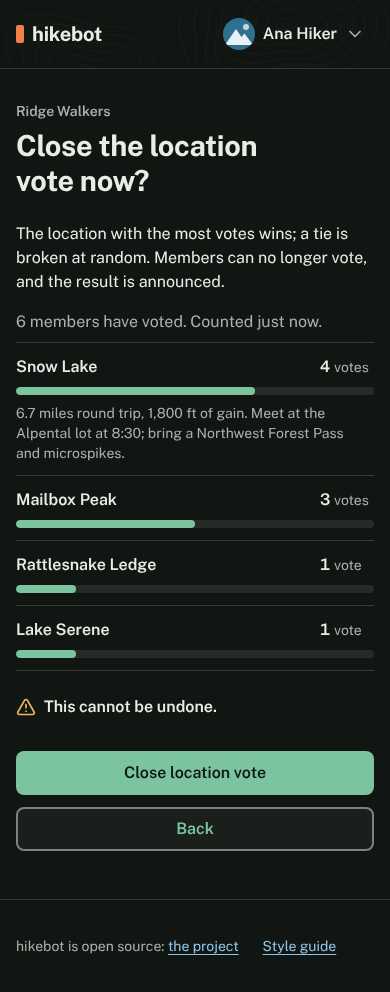 hikebot
Ana Hiker
Ridge Walkers
Close the location
vote now?
The location with the most votes wins; a tie is
broken at random. Members can no longer vote,
and the result is announced.
6 members have voted. Counted just now.
Snow Lake 4 votes
6.7 miles round trip, 1,800 ft of gain. Meet at the
Alpental lot at 8:30; bring a Northwest Forest Pass
and microspikes.
Mailbox Peak 3 votes
Rattlesnake Ledge 1 vote
Lake Serene 1 vote
This cannot be undone.
Close location vote
Back
hikebot is open source: the project Style guide